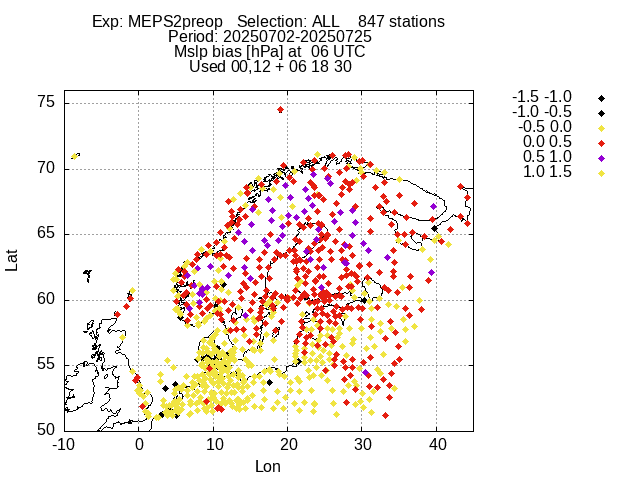 Exp: MEPS2preop Selection: ALL 847 stations
Period: 20250702-20250725
Mslp bias [hPa] at 06 UTC
Used 00,12 + 06 18 30
-1.5 -1.0
-1.0 -0.5
-0.5 0.0
0.0 0.5
0.5 1.0
1.0 1.5
75
70
65
60
55
50
Lat
-10 0 10 20 30 40
Lon